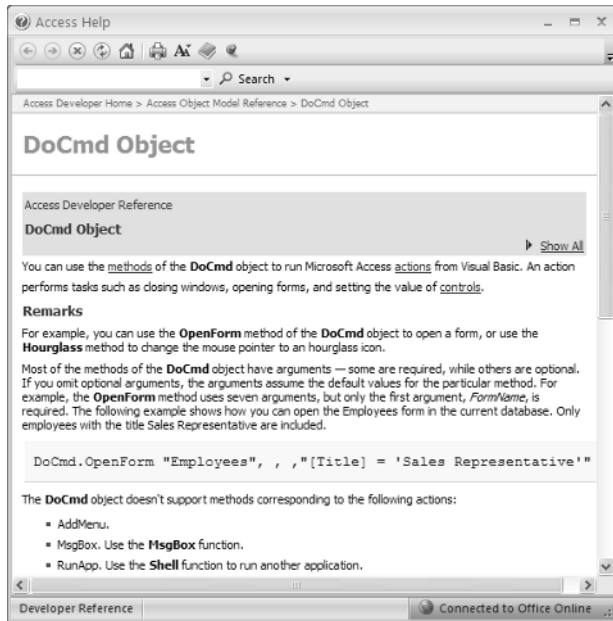 Access Help
Search
Access Developer Home > Access Object Model Reference > DoCmd Object
DoCmd Object
Access Developer Reference
DoCmd Object
Show All
You can use the methods of the DoCmd object to run Microsoft Access actions from Visual Basic. An action
performs tasks such as closing windows, opening forms, and setting the value of controls.
Remarks
For example, you can use the OpenForm method of the DoCmd object to open a form, or use the
Hourglass method to change the mouse pointer to an hourglass icon.
Most of the methods of the DoCmd object have arguments — some are required, while others are optional.
If you omit optional arguments, the arguments assume the default values for the particular method. For
example, the OpenForm method uses seven arguments, but only the first argument, FormName, is
required. The following example shows how you can open the Employees form in the current database. Only
employees with the title Sales Representative are included.
DoCmd.OpenForm "Employees", , ,"[Title] = 'Sales Representative'"
The DoCmd object doesn't support methods corresponding to the following actions:
▪ AddMenu.
▪ MsgBox. Use the MsgBox function.
▪ RunApp. Use the Shell function to run another application.
Developer Reference
Connected to Office Online